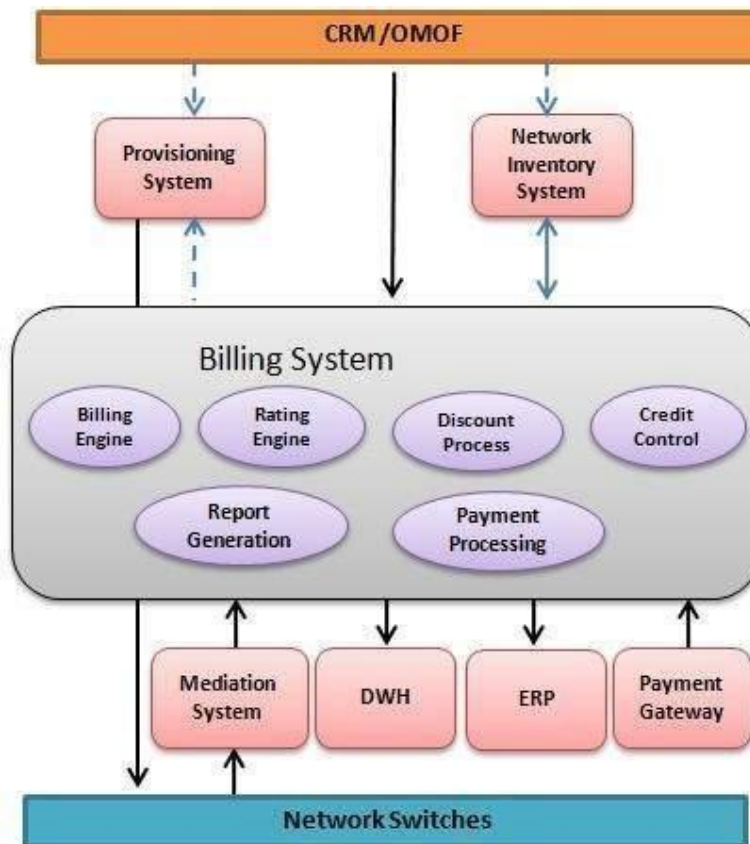 CRM /OMOF
Provisioning
System
Network
Inventory
System
Billing System
Billing
Engine
Rating
Engine
Discount
Process
Credit
Control
Report
Generation
Payment
Processing
Mediation
System
DWH
ERP
Payment
Gateway
Network Switches